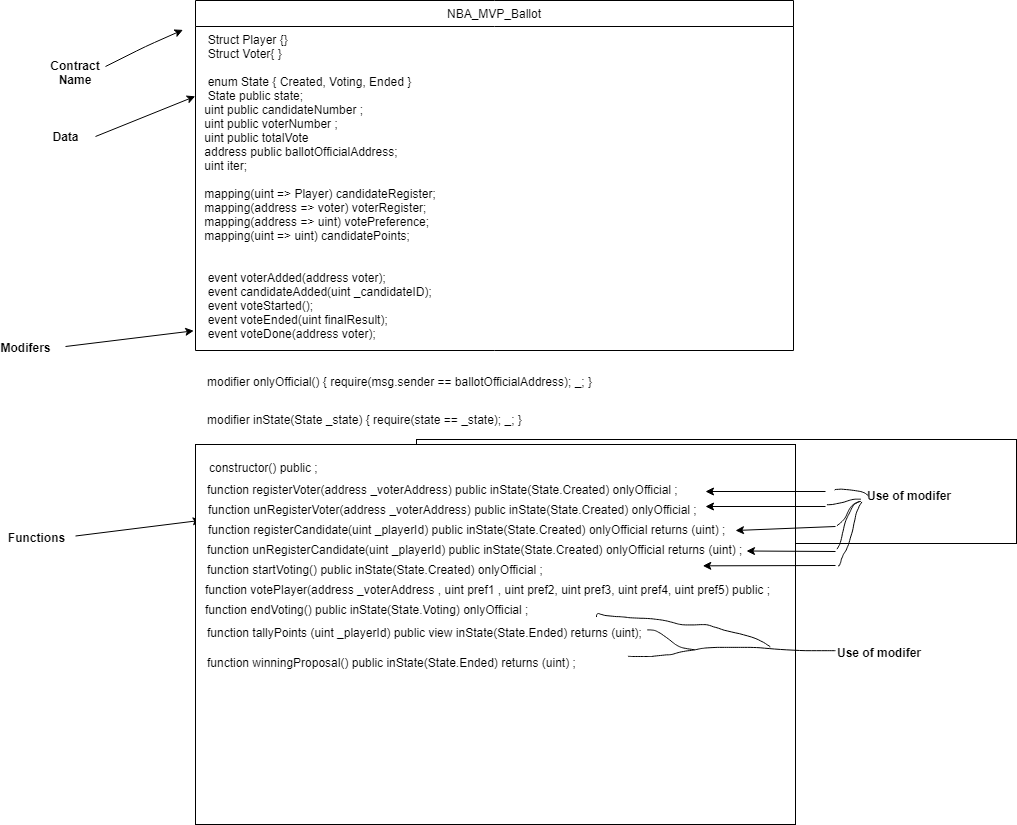 NBA_MVP_Ballot
Struct Player {}
Struct Voter{ }
enum State { Created, Voting, Ended }
State public state;
uint public candidateNumber ;
uint public voterNumber ;
uint public totalVote
address public ballotOfficialAddress;
uint iter;
mapping(uint => Player) candidateRegister;
mapping(address => voter) voterRegister;
mapping(address => uint) votePreference;
mapping(uint => uint) candidatePoints;
event voterAdded(address voter);
event candidateAdded(uint _candidateID);
event voteStarted();
event voteEnded(uint finalResult);
event voteDone(address voter);
Contract
Name
Data
Modifers
modifier onlyOfficial() { require(msg.sender == ballotOfficialAddress); _; }
modifier inState(State _state) { require(state == _state); _; }
Functions
constructor() public ;
function registerVoter(address _voterAddress) public inState(State.Created) onlyOfficial ;
function unRegisterVoter(address _voterAddress) public inState(State.Created) onlyOfficial ;
function registerCandidate(uint _playerId) public inState(State.Created) onlyOfficial returns (uint) ;
function unRegisterCandidate(uint _playerId) public inState(State.Created) onlyOfficial returns (uint) ;
function startVoting() public inState(State.Created) onlyOfficial ;
function votePlayer(address _voterAddress , uint pref1 , uint pref2, uint pref3, uint pref4, uint pref5) public ;
function endVoting() public inState(State.Voting) onlyOfficial ;
function tallyPoints (uint _playerId) public view inState(State.Ended) returns (uint);
function winningProposal() public inState(State.Ended) returns (uint) ;
Use of modifer
Use of modifer